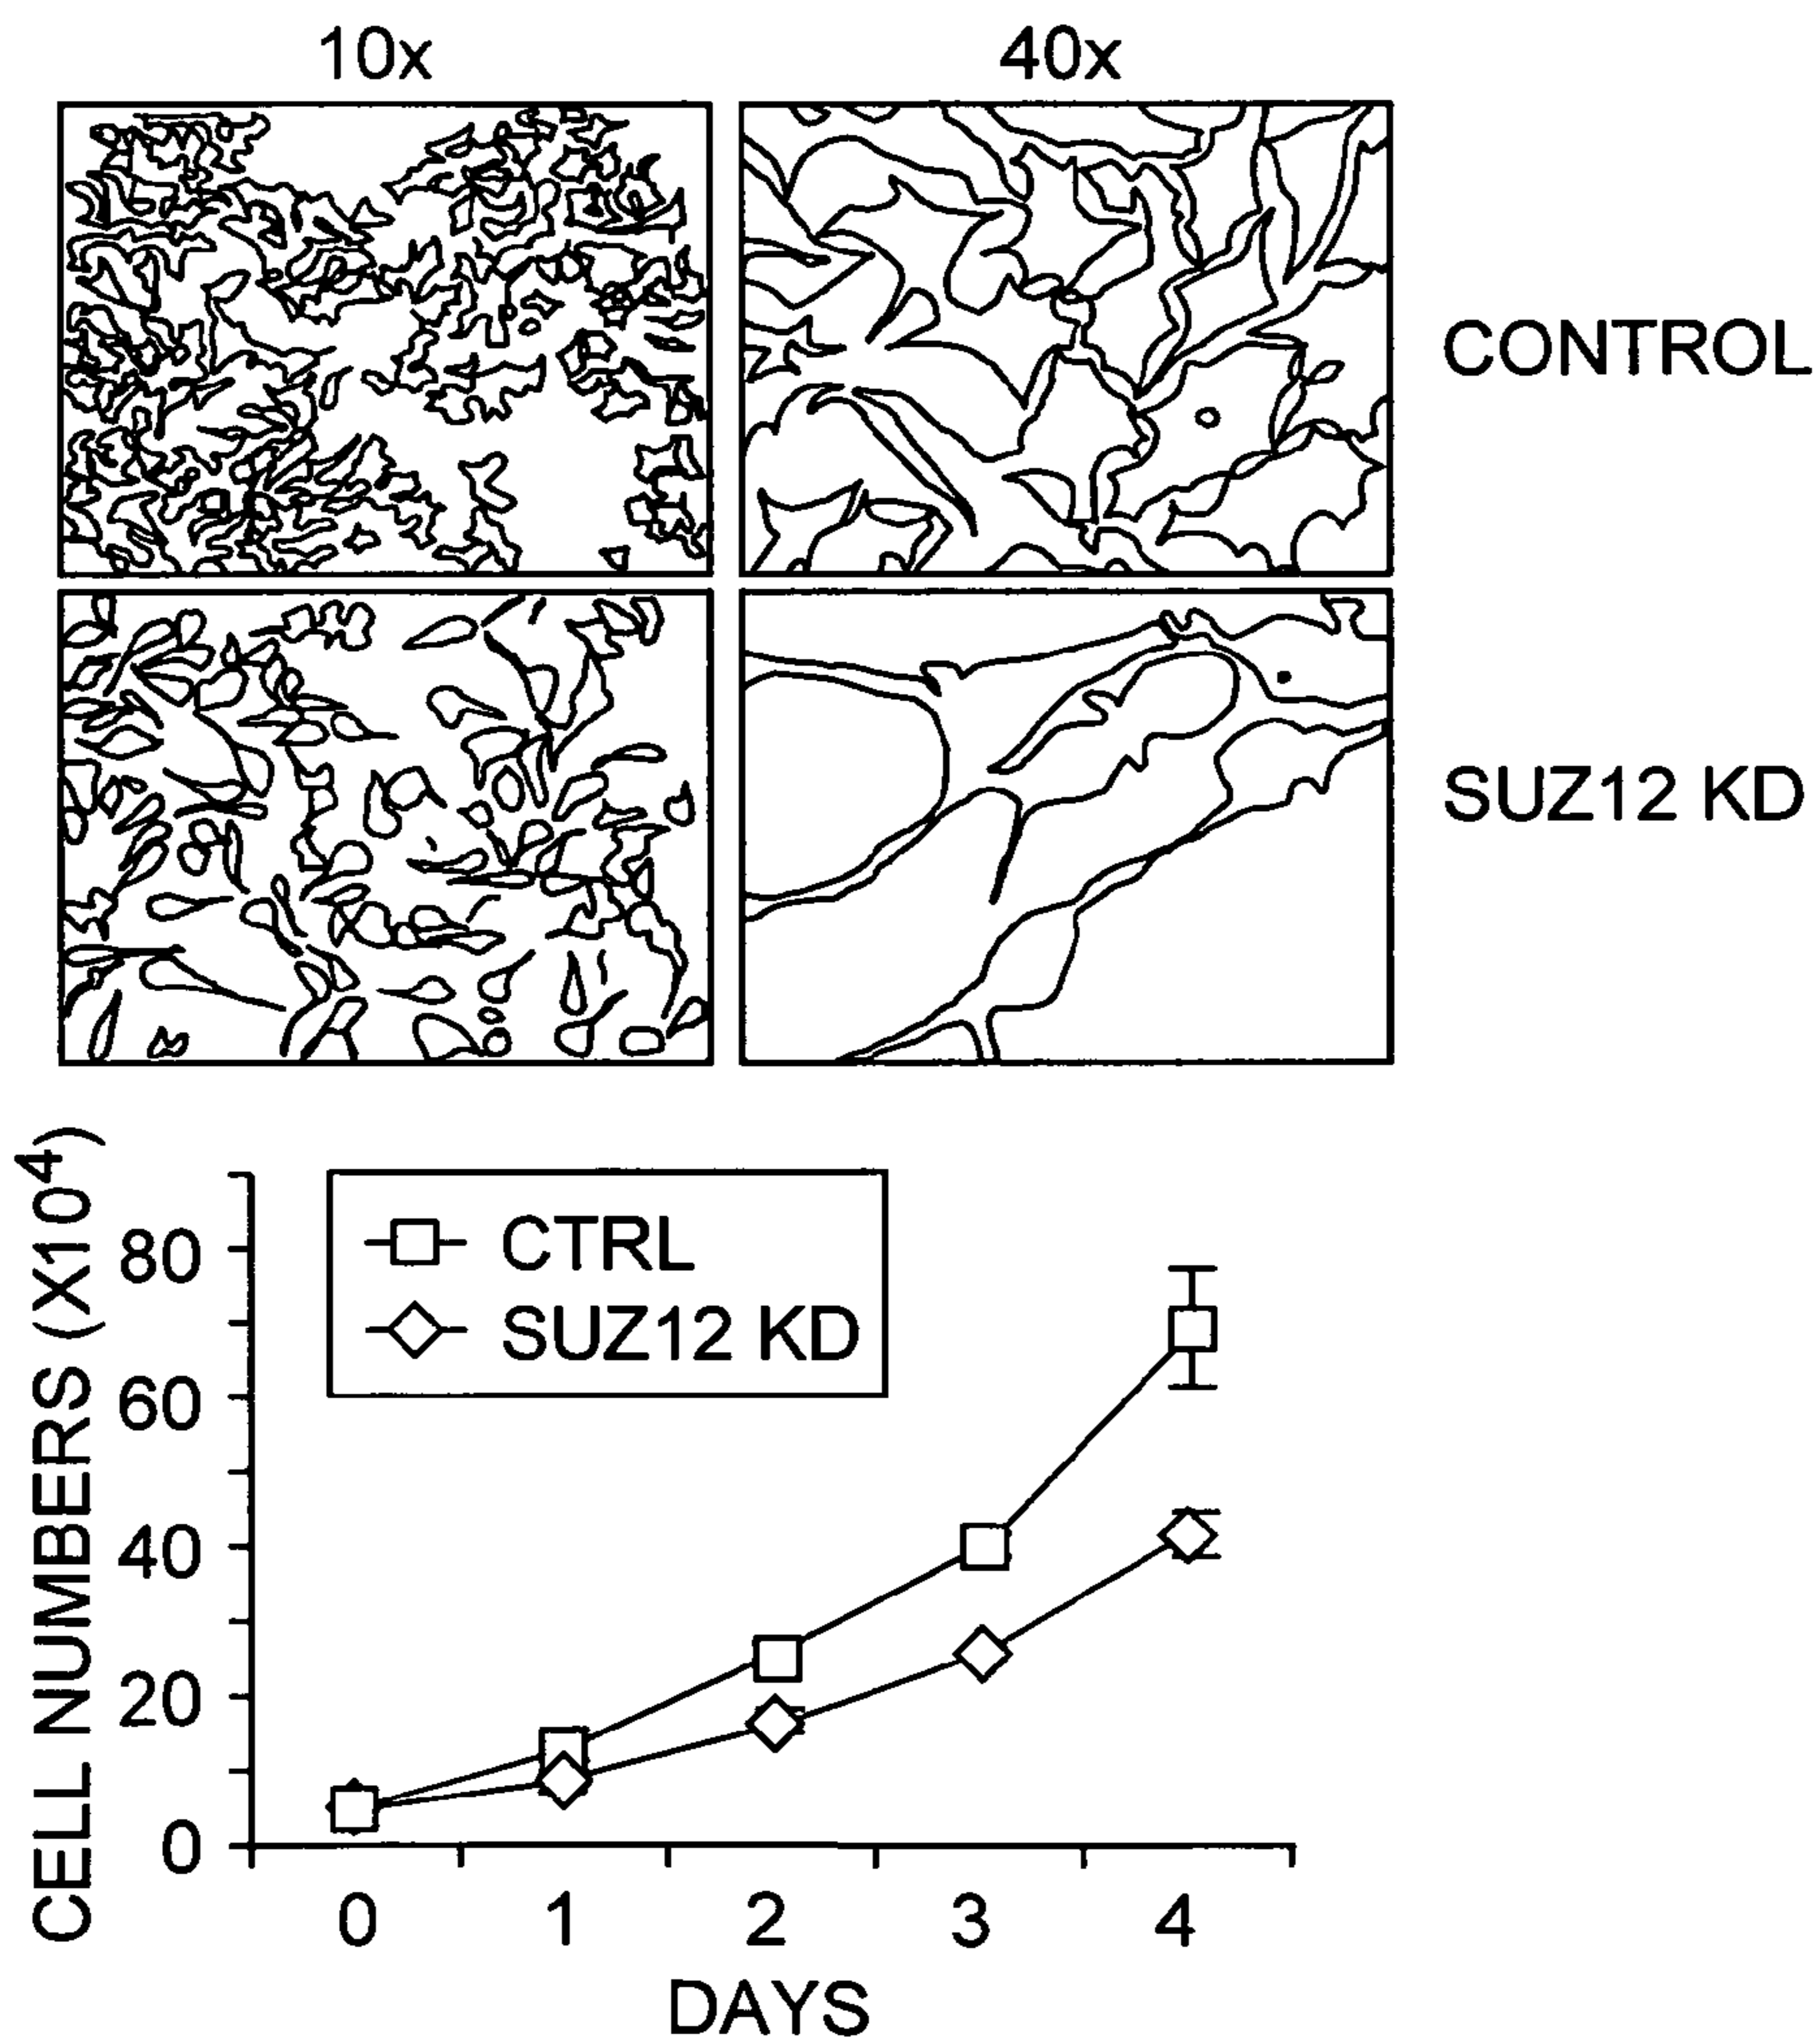 10x
40x
CONTROL
SUZ12 KD
CELL NUMBERS (X10⁴)
CTRL
SUZ12 KD
80
60
40
20
0
0 1 2 3 4
DAYS